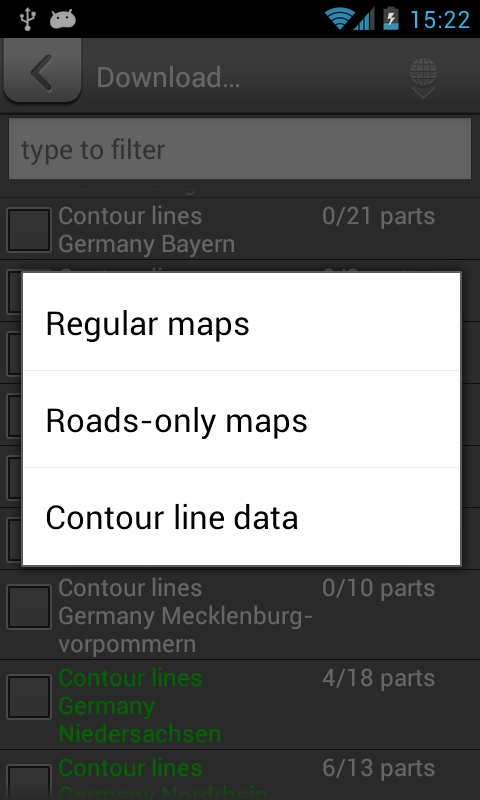 15:22
Download...
type to filter
Contour lines 0/21 parts
Germany Bayern
Regular maps
Roads-only maps
Contour line data
Contour lines 0/10 parts
Germany Mecklenburg-
vorpommern
Contour lines 4/18 parts
Germany
Niedersachsen
Contour lines 6/13 parts
Germany Nordrhein-